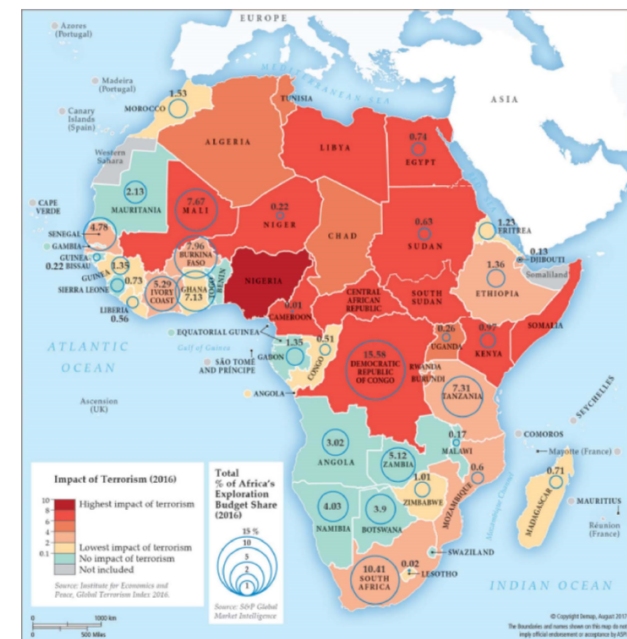 EUROPE
Azores
(Portugal)
Madeira
(Portugal)
Canary
Islands
(Spain)
MEDITERRANEAN SEA
ASIA
1.53
MOROCCO
TUNISIA
ALGERIA
LIBYA
0.74
EGYPT
Western
Sahara
2.13
MAURITANIA
7.67
MALI
0.22
NIGER
CHAD
0.63
SUDAN
1.23
ERITREA
0.13
DJIBOUTI
Somaliland
CAPE
VERDE
4.78
SENEGAL
GAMBIA
GUINEA
0.22 BISSAU
GUINEA
1.35
SIERRA LEONE
0.73
LIBERIA
0.56
7.96
BURKINA
FASO
5.29
IVORY
COAST
GHANA
7.13
TOGO
BENIN
NIGERIA
1.36
ETHIOPIA
0.01
CAMEROON
CENTRAL
AFRICAN
REPUBLIC
SOUTH
SUDAN
SOMALIA
EQUATORIAL GUINEA
Gulf of Guinea
SÃO TOMÉ
AND PRÍNCIPE
1.35
GABON
0.51
CONGO
15.58
DEMOCRATIC
REPUBLIC
OF CONGO
0.26
UGANDA
0.97
KENYA
RWANDA
BURUNDI
7.31
TANZANIA
ATLANTIC
OCEAN
ANGOLA
Ascension
(UK)
SEYCHELLES
COMOROS
Mayotte (France)
3.02
ANGOLA
5.12
ZAMBIA
0.17
MALAWI
0.6
MOZAMBIQUE
Mozambique Channel
1.01
ZIMBABWE
0.71
MADAGASCAR
MAURITIUS
Réunion
(France)
4.03
NAMIBIA
3.9
BOTSWANA
SWAZILAND
0.02
LESOTHO
10.41
SOUTH
AFRICA
INDIAN OCEAN
Impact of Terrorism (2016)
10
8
6
4
2
0.1
Highest impact of terrorism
Lowest impact of terrorism
No impact of terrorism
Not included
Source: Institute for Economics and
Peace, Global Terrorism Index 2016.
Total
% of Africa's
Exploration
Budget Share
(2016)
15 %
10
5
3
2
1
Source: S&P Global
Market Intelligence
0 1000 km
0 500 Miles
© Copyright Demap, August 2017
The Boundaries and names shown on this map do not
imply official endorsement or acceptance by